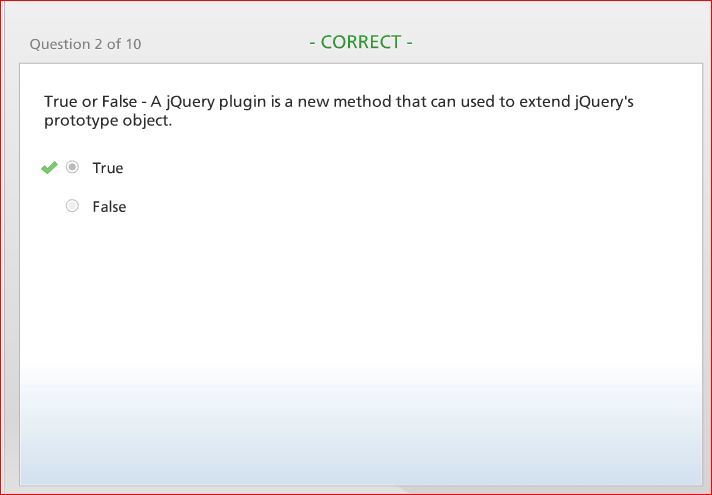 Question 2 of 10
- CORRECT -
True or False - A jQuery plugin is a new method that can used to extend jQuery's
prototype object.
True
False